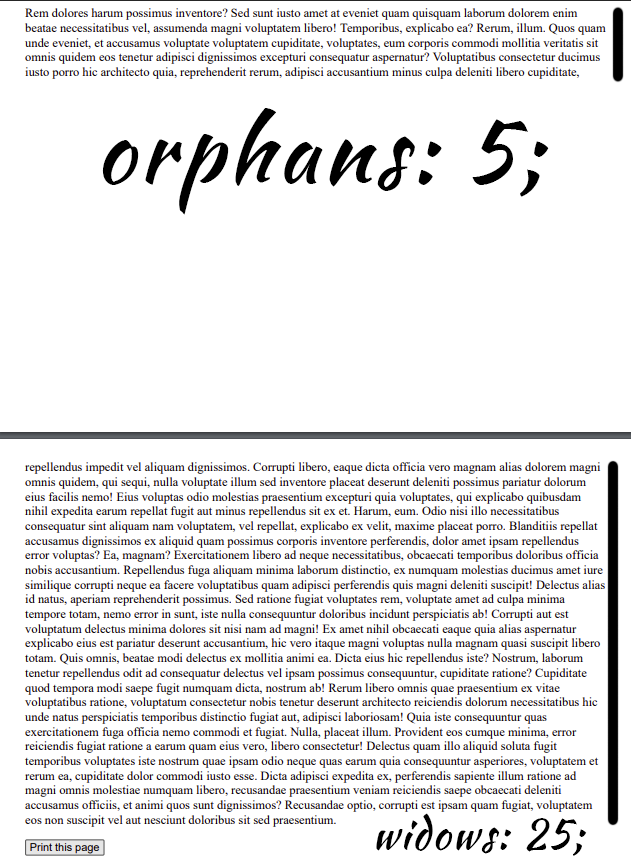 Rem dolores harum possimus inventore? Sed sunt iusto amet at eveniet quam quisquam laborum dolorem enim
beatae necessitatibus vel, assumenda magni voluptatem libero! Temporibus, explicabo ea? Rerum, illum. Quos quam
unde eveniet, et accusamus voluptate voluptatem cupiditate, voluptates, eum corporis commodi mollitia veritatis sit
omnis quidem eos tenetur adipisci dignissimos excepturi consequatur aspernatur? Voluptatibus consectetur ducimus
iusto porro hic architecto quia, reprehenderit rerum, adipisci accusantium minus culpa deleniti libero cupiditate,
orphans: 5;
repellendus impedit vel aliquam dignissimos. Corrupti libero, eaque dicta officia vero magnam alias dolorem magni
omnis quidem, qui sequi, nulla voluptate illum sed inventore placeat deserunt deleniti possimus pariatur dolorum
eius facilis nemo! Eius voluptas odio molestias praesentium excepturi quia voluptates, qui explicabo quibusdam
nihil expedita earum repellat fugit aut minus repellendus sit ex et. Harum, eum. Odio nisi illo necessitatibus
consequatur sint aliquam nam voluptatem, vel repellat, explicabo ex velit, maxime placeat porro. Blanditiis repellat
accusamus dignissimos ex aliquid quam possimus corporis inventore perferendis, dolor amet ipsam repellendus
error voluptas? Ea, magnam? Exercitationem libero ad neque necessitatibus, obcaecati temporibus doloribus officia
nobis accusantium. Repellendus fuga aliquam minima laborum distinctio, ex numquam molestias ducimus amet iure
similique corrupti neque ea facere voluptatibus quam adipisci perferendis quis magni deleniti suscipit! Delectus alias
id natus, aperiam reprehenderit possimus. Sed ratione fugiat voluptates rem, voluptate amet ad culpa minima
tempore totam, nemo error in sunt, iste nulla consequuntur doloribus incidunt perspiciatis ab! Corrupti aut est
voluptatum delectus minima dolores sit nisi nam ad magni! Ex amet nihil obcaecati eaque quia alias aspernatur
explicabo eius est pariatur deserunt accusantium, hic vero itaque magni voluptas nulla magnam quasi suscipit libero
totam. Quis omnis, beatae modi delectus ex mollitia animi ea. Dicta eius hic repellendus iste? Nostrum, laborum
tenetur repellendus odit ad consequatur delectus vel ipsam possimus consequuntur, cupiditate ratione? Cupiditate
quod tempora modi saepe fugit numquam dicta, nostrum ab! Rerum libero omnis quae praesentium ex vitae
voluptatibus ratione, voluptatum consectetur nobis tenetur deserunt architecto reiciendis dolorum necessitatibus hic
unde natus perspiciatis temporibus distinctio fugiat aut, adipisci laboriosam! Quia iste consequuntur quas
exercitationem fuga officia nemo commodi et fugiat. Nulla, placeat illum. Provident eos cumque minima, error
reiciendis fugiat ratione a earum quam eius vero, libero consectetur! Delectus quam illo aliquid soluta fugit
temporibus voluptates iste nostrum quae ipsam odio neque quas earum quia consequuntur asperiores, voluptatem et
rerum ea, cupiditate dolor commodi iusto esse. Dicta adipisci expedita ex, perferendis sapiente illum ratione ad
magni omnis molestiae numquam libero, recusandae praesentium veniam reiciendis saepe obcaecati deleniti
accusamus officiis, et animi quos sunt dignissimos? Recusandae optio, corrupti est ipsam quam fugiat, voluptatem
eos non suscipit vel aut nesciunt doloribus sit sed praesentium.
widows: 25;
Print this page